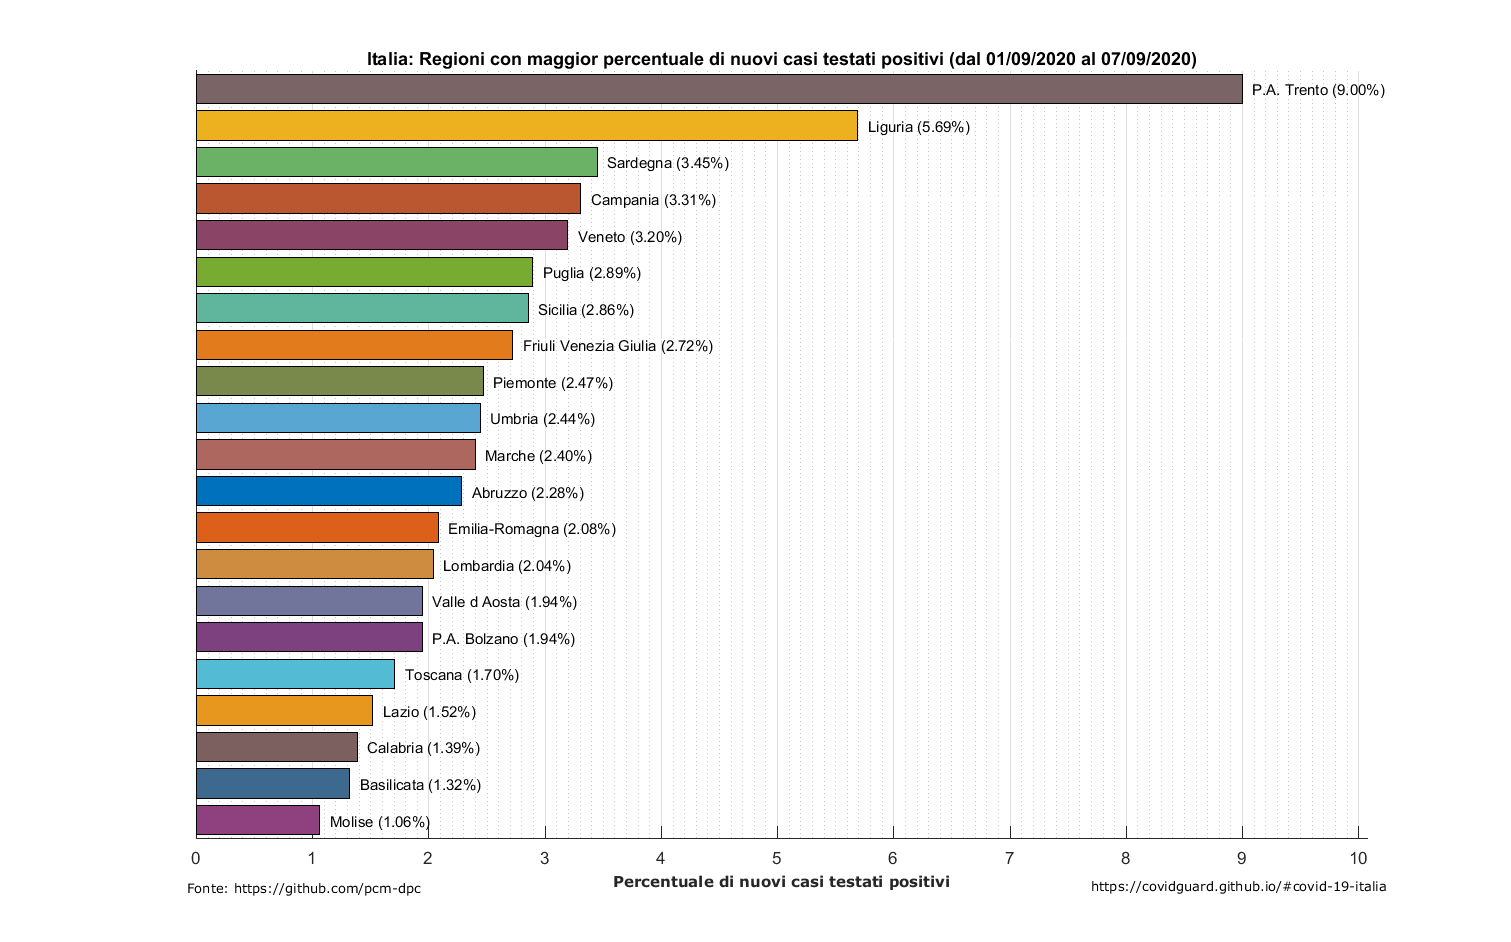 Italia: Regioni con maggior percentuale di nuovi casi testati positivi (dal 01/09/2020 al 07/09/2020)
P.A. Trento (9.00%)
Liguria (5.69%)
Sardegna (3.45%)
Campania (3.31%)
Veneto (3.20%)
Puglia (2.89%)
Sicilia (2.86%)
Friuli Venezia Giulia (2.72%)
Piemonte (2.47%)
Umbria (2.44%)
Marche (2.40%)
Abruzzo (2.28%)
Emilia-Romagna (2.08%)
Lombardia (2.04%)
Valle d Aosta (1.94%)
P.A. Bolzano (1.94%)
Toscana (1.70%)
Lazio (1.52%)
Calabria (1.39%)
Basilicata (1.32%)
Molise (1.06%)
0 1 2 3 4 5 6 7 8 9 10
Percentuale di nuovi casi testati positivi
Fonte: https://github.com/pcm-dpc
https://covidguard.github.io/#covid-19-italia